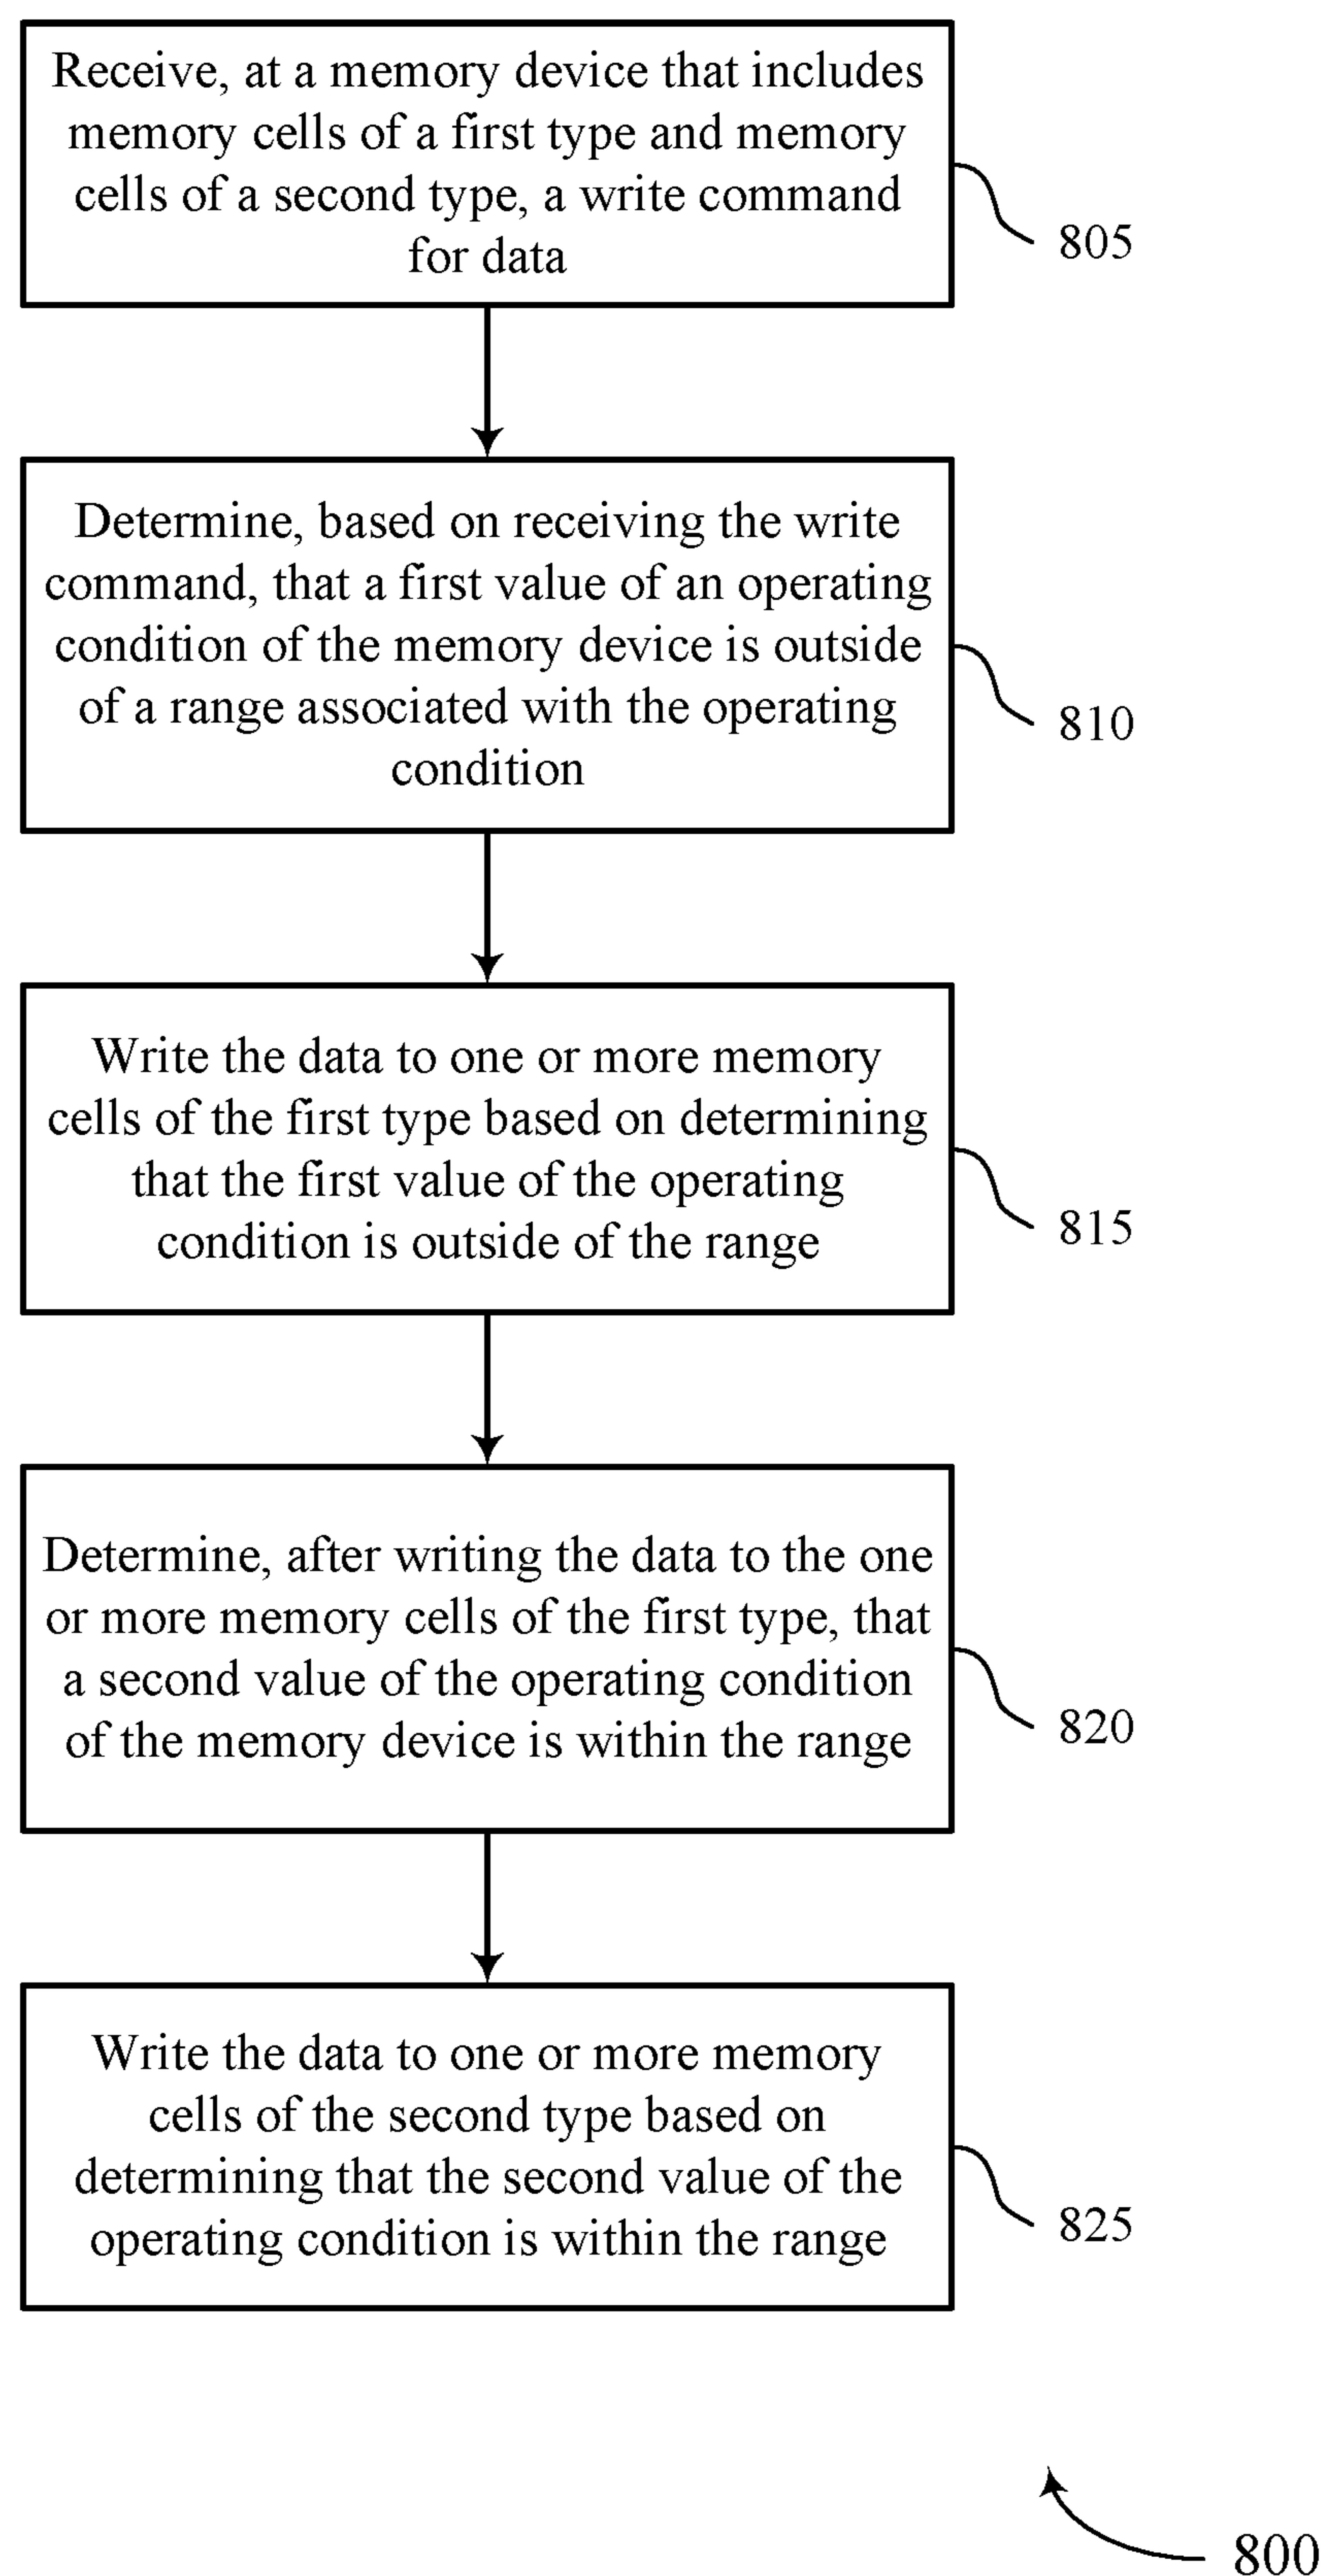 Receive, at a memory device that includes
memory cells of a first type and memory
cells of a second type, a write command
for data
805
Determine, based on receiving the write
command, that a first value of an operating
condition of the memory device is outside
of a range associated with the operating
condition
810
Write the data to one or more memory
cells of the first type based on determining
that the first value of the operating
condition is outside of the range
815
Determine, after writing the data to the one
or more memory cells of the first type, that
a second value of the operating condition
of the memory device is within the range
820
Write the data to one or more memory
cells of the second type based on
determining that the second value of the
operating condition is within the range
825
800